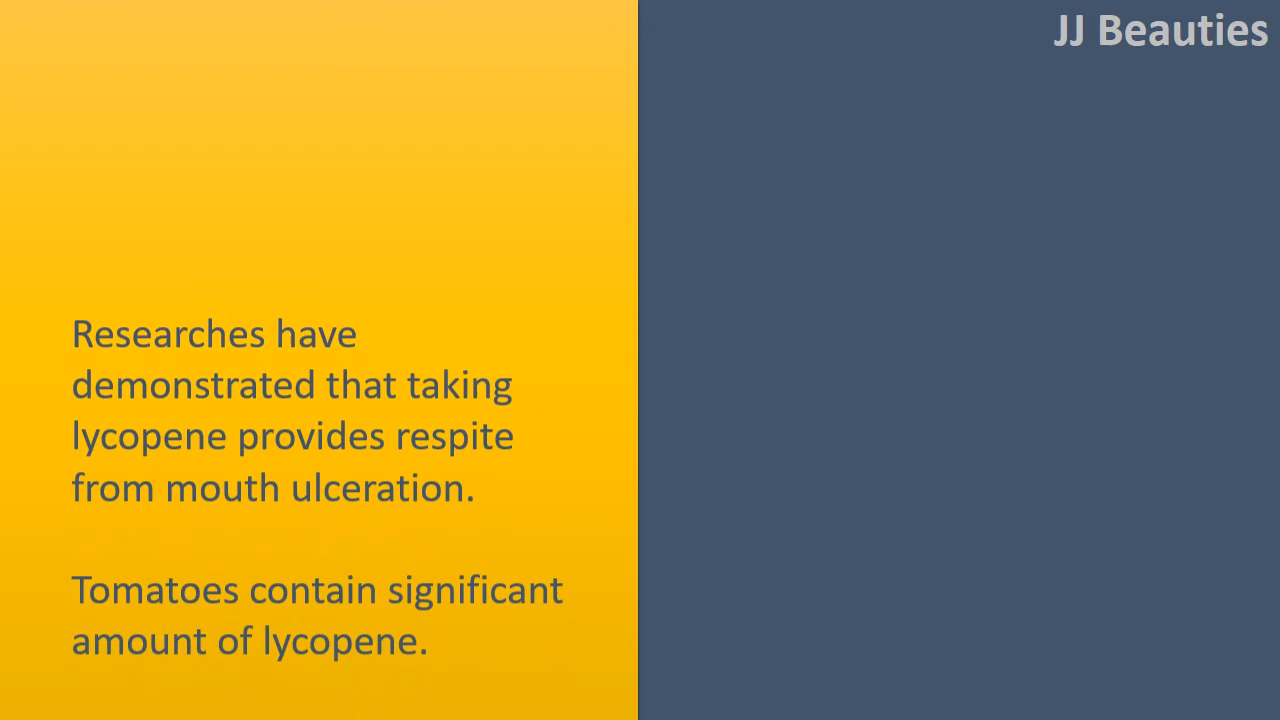 JJ Beauties
Researches have
demonstrated that taking
lycopene provides respite
from mouth ulceration.
Tomatoes contain significant
amount of lycopene.